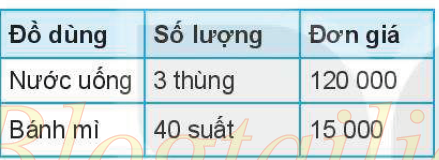 Đồ dùng Số lượng Đơn giá
Nước uống 3 thùng 120 000
Bánh mì 40 suất 15 000